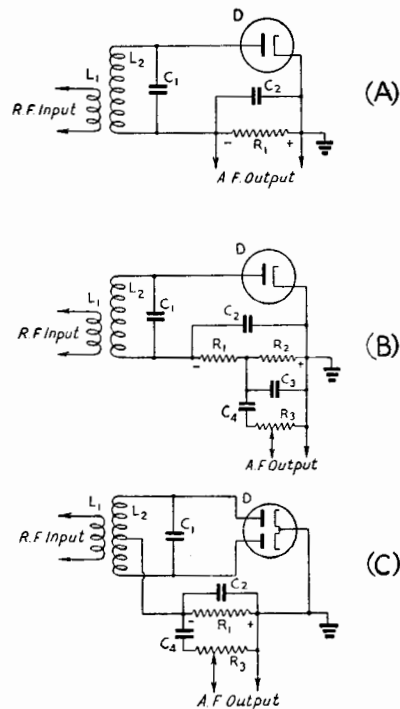 D
(A)
L1
L2
C1
R.F. Input
C2
- R1 +
A.F. Output
D
(B)
L1
L2
C1
R.F. Input
C2
- R1 R2 +
C3
C4
R3
A.F. Output
D
(C)
L1
L2
C1
R.F. Input
C2
- R1 +
C4
R3
A.F. Output